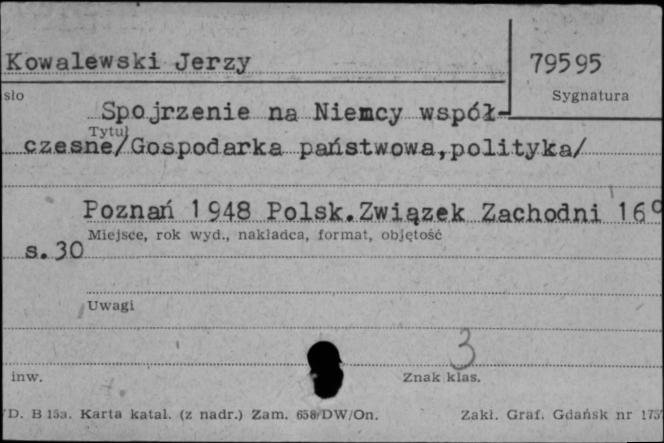 Kowalewski Jerzy
79595
sło
Sygnatura
Spojrzenie na Niemcy współ-
Tytuł
czesne/Gospodarka państwowa,polityka/
Poznań 1948 Polsk.Związek Zachodni 16°
Miejsce, rok wyd., nakładca, format, objętość
s.30
Uwagi
3
inw.
Znak klas.
D. B 15a. Karta katal. (z nadr.) Zam. 658/DW/On.
Zakł. Graf. Gdańsk nr 175